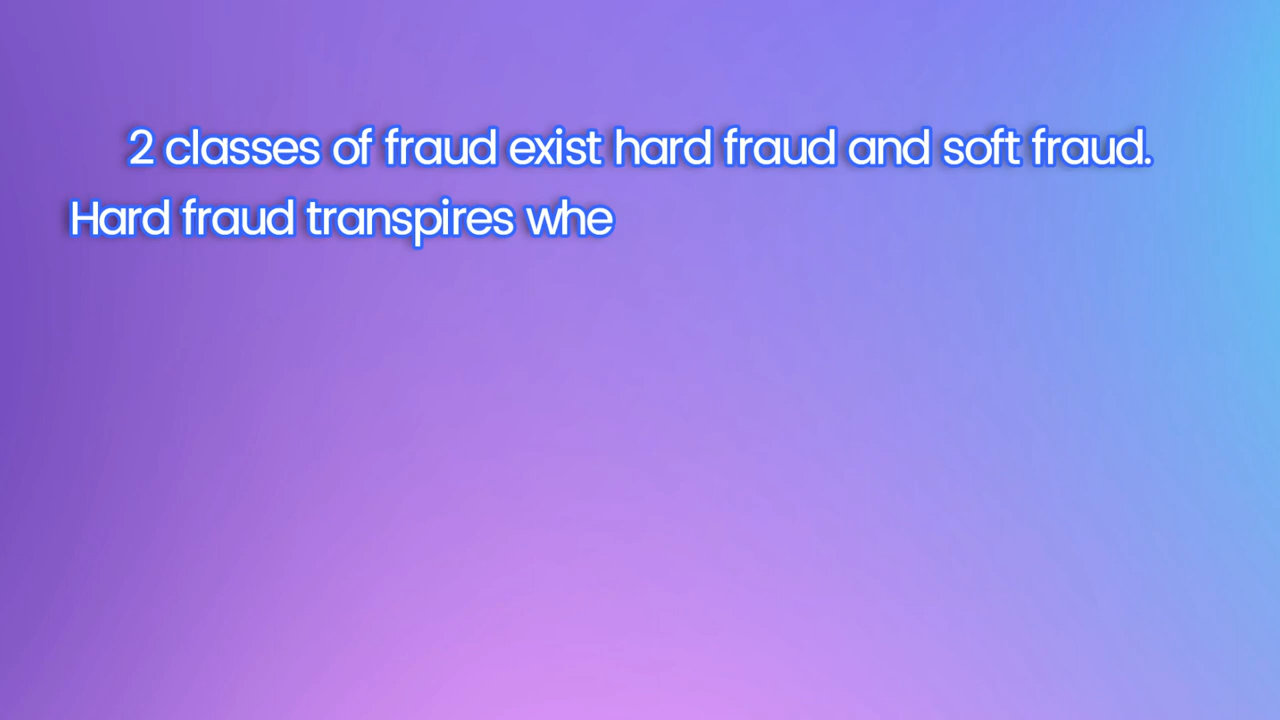 2 classes of fraud exist hard fraud and soft fraud.
Hard fraud transpires whe